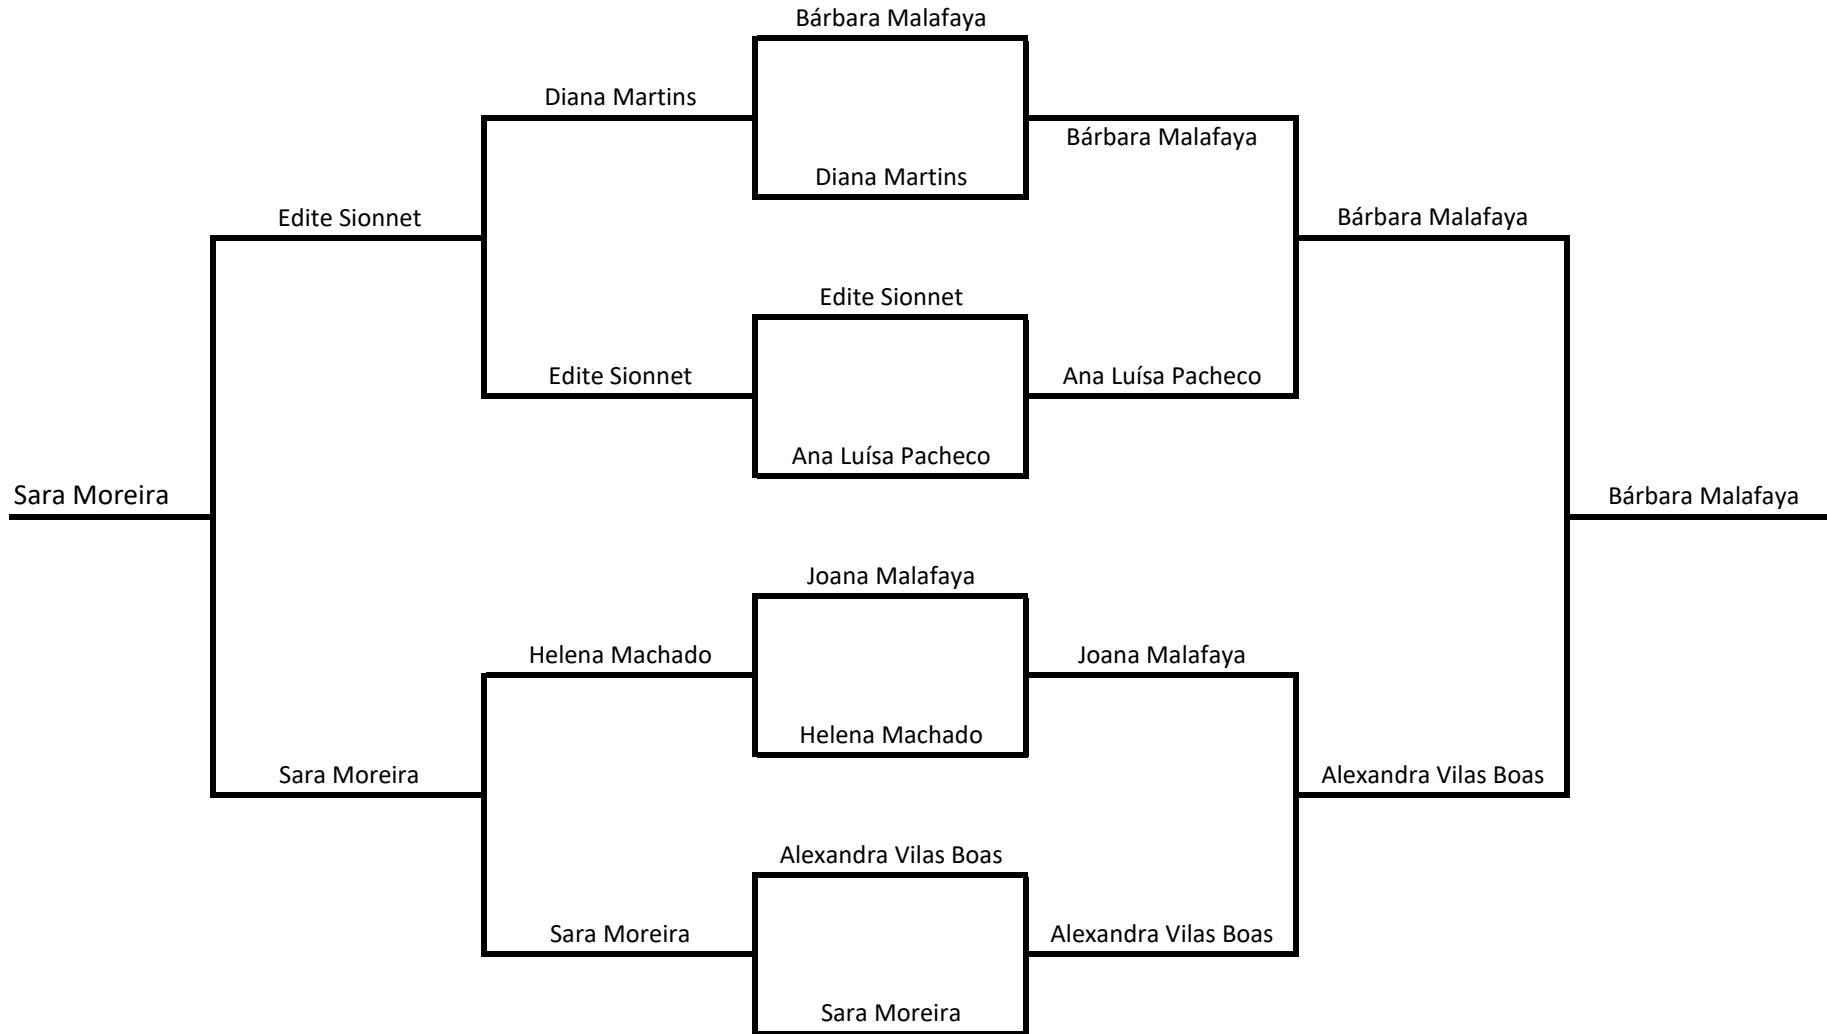 Bárbara Malafaya
Diana Martins
Bárbara Malafaya
Diana Martins
Edite Sionnet
Bárbara Malafaya
Edite Sionnet
Edite Sionnet
Ana Luísa Pacheco
Ana Luísa Pacheco
Sara Moreira
Bárbara Malafaya
Joana Malafaya
Helena Machado
Joana Malafaya
Helena Machado
Sara Moreira
Alexandra Vilas Boas
Alexandra Vilas Boas
Sara Moreira
Alexandra Vilas Boas
Sara Moreira